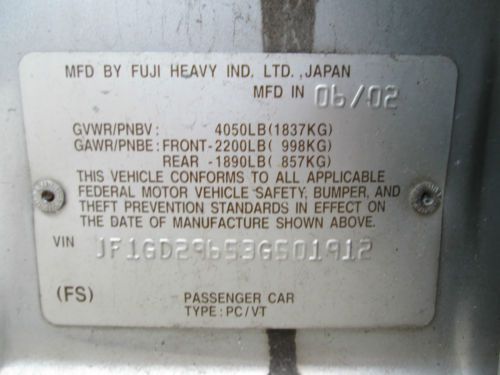 MFD BY FUJI HEAVY IND. LTD., JAPAN
MFD IN 06/02
GVWR/PNBV: 4050LB(1837KG)
GAWR/PNBE: FRONT-2200LB( 998KG)
REAR -1890LB( .857KG)
THIS VEHICLE CONFORMS TO ALL APPLICABLE
FEDERAL MOTOR VEHICLE SAFETY, BUMPER, AND
THEFT PREVENTION STANDARDS IN EFFECT ON
THE DATE OF MANUFACTURE SHOWN ABOVE.
VIN JF1GD29653G501912
(FS) PASSENGER CAR
TYPE: PC/VT